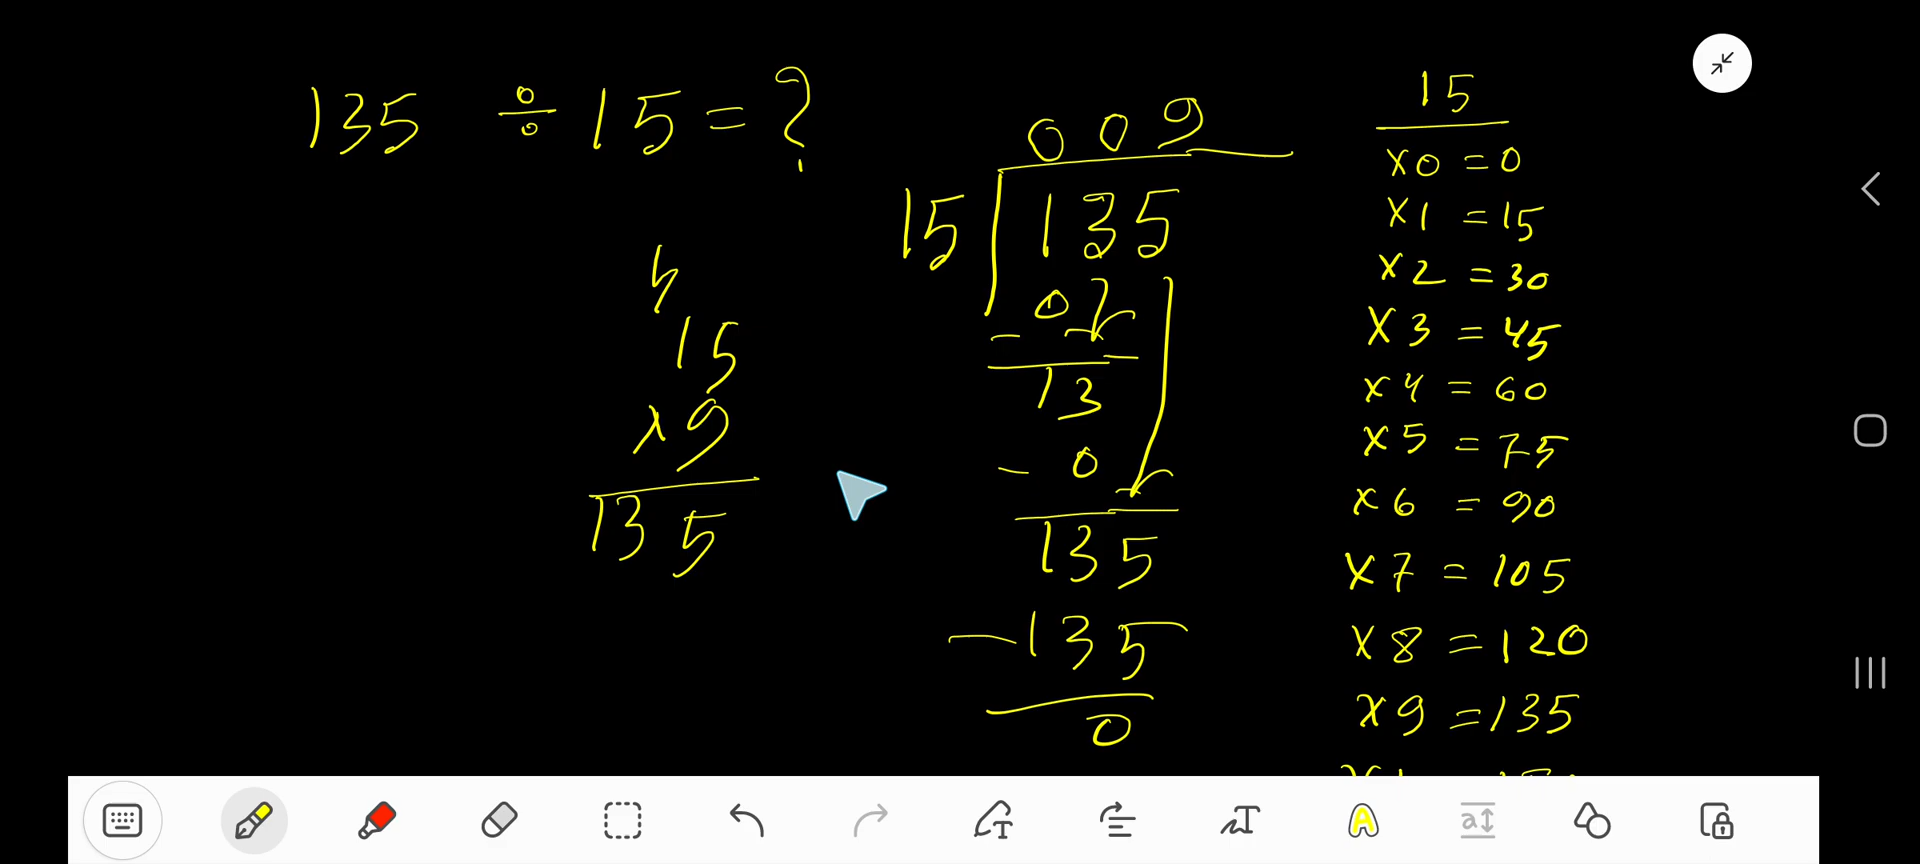 135 ÷ 15 = ?
4
15
x9
135
009
15 135
-0
13
-0
135
-135
0
15
x0 = 0
x1 = 15
x2 = 30
x3 = 45
x4 = 60
x5 = 75
x6 = 90
x7 = 105
x8 = 120
x9 = 135
T
T
A
a